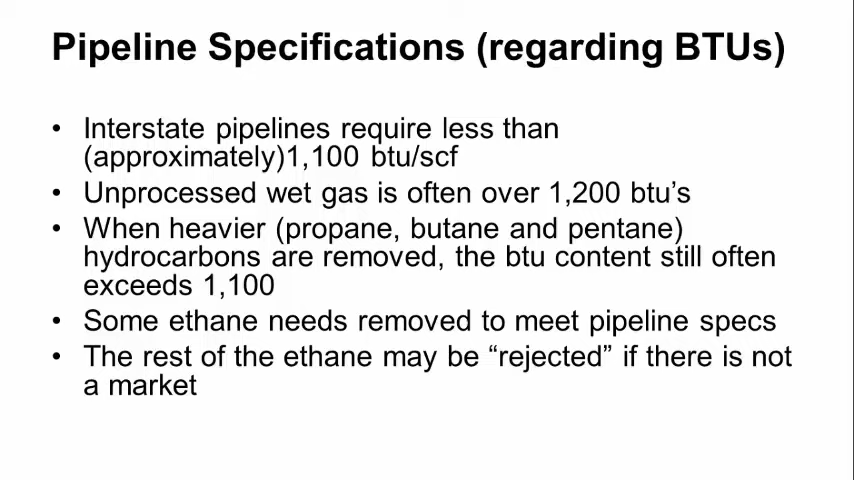 Pipeline Specifications (regarding BTUs)
• Interstate pipelines require less than
(approximately)1,100 btu/scf
• Unprocessed wet gas is often over 1,200 btu’s
• When heavier (propane, butane and pentane)
hydrocarbons are removed, the btu content still often
exceeds 1,100
• Some ethane needs removed to meet pipeline specs
• The rest of the ethane may be “rejected” if there is not
a market